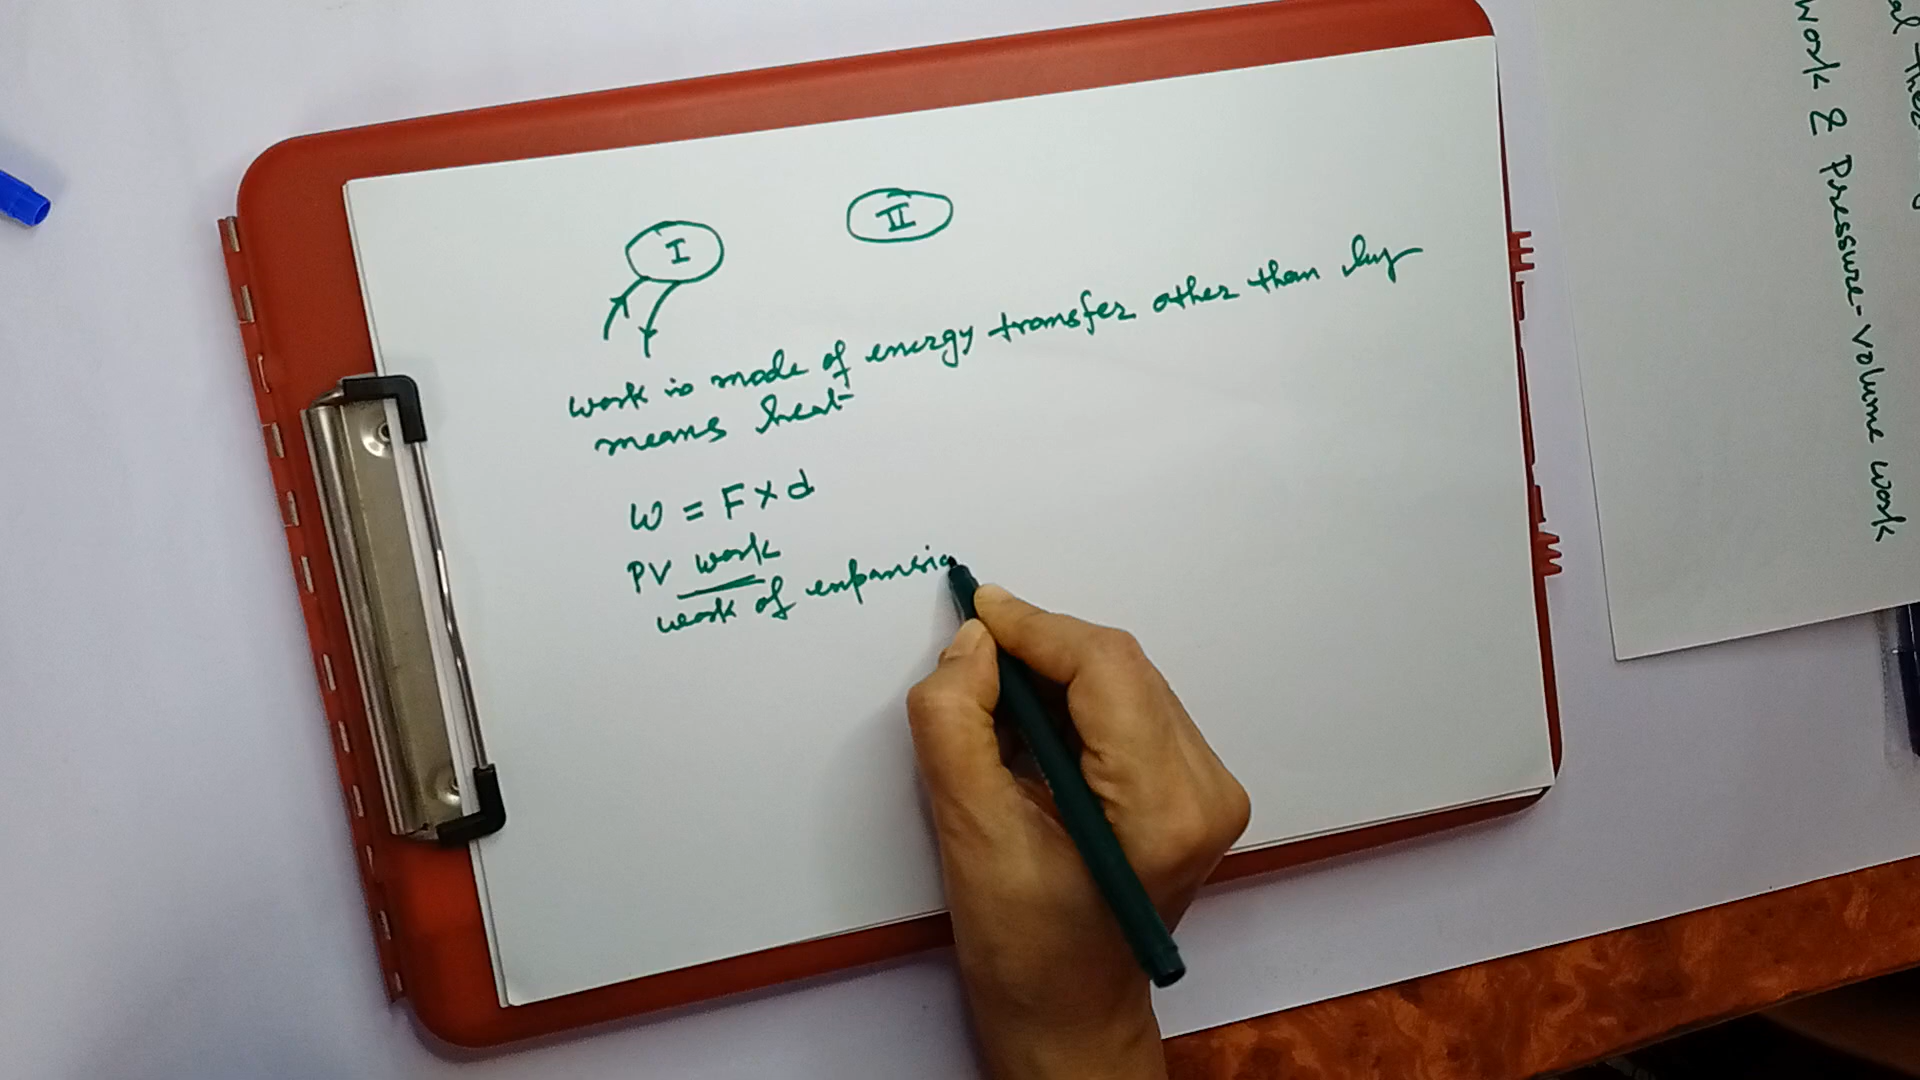 I
II
work is mode of energy transfer other than by
means heat
W = F × d
PV work
work of expansio
work & Pressure-volume work